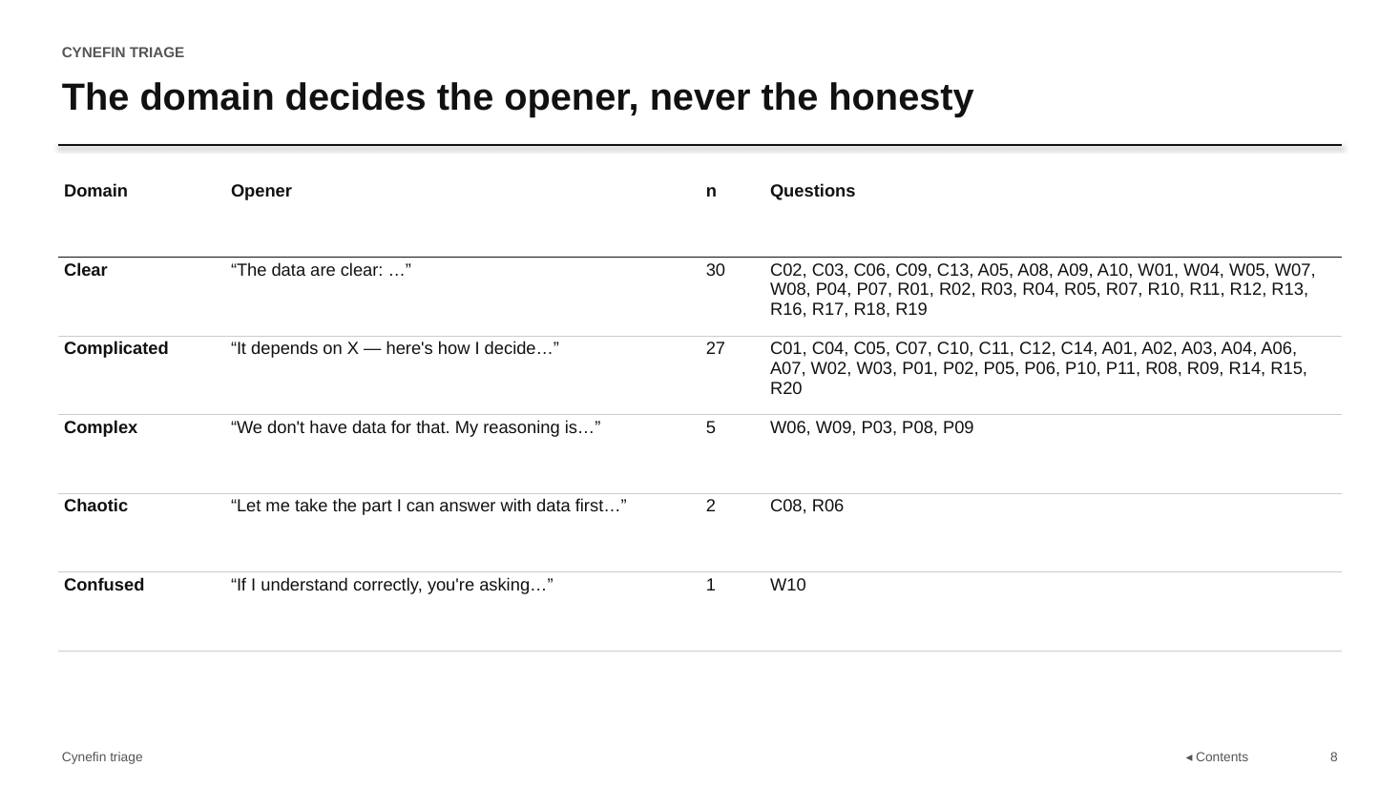 CYNEFIN TRIAGE
The domain decides the opener, never the honesty
Domain Opener n Questions
Clear “The data are clear: …” 30 C02, C03, C06, C09, C13, A05, A08, A09, A10, W01, W04, W05, W07,
W08, P04, P07, R01, R02, R03, R04, R05, R07, R10, R11, R12, R13,
R16, R17, R18, R19
Complicated “It depends on X — here's how I decide…” 27 C01, C04, C05, C07, C10, C11, C12, C14, A01, A02, A03, A04, A06,
A07, W02, W03, P01, P02, P05, P06, P10, P11, R08, R09, R14, R15,
R20
Complex “We don't have data for that. My reasoning is…” 5 W06, W09, P03, P08, P09
Chaotic “Let me take the part I can answer with data first…” 2 C08, R06
Confused “If I understand correctly, you're asking…” 1 W10
Cynefin triage ◂ Contents 8